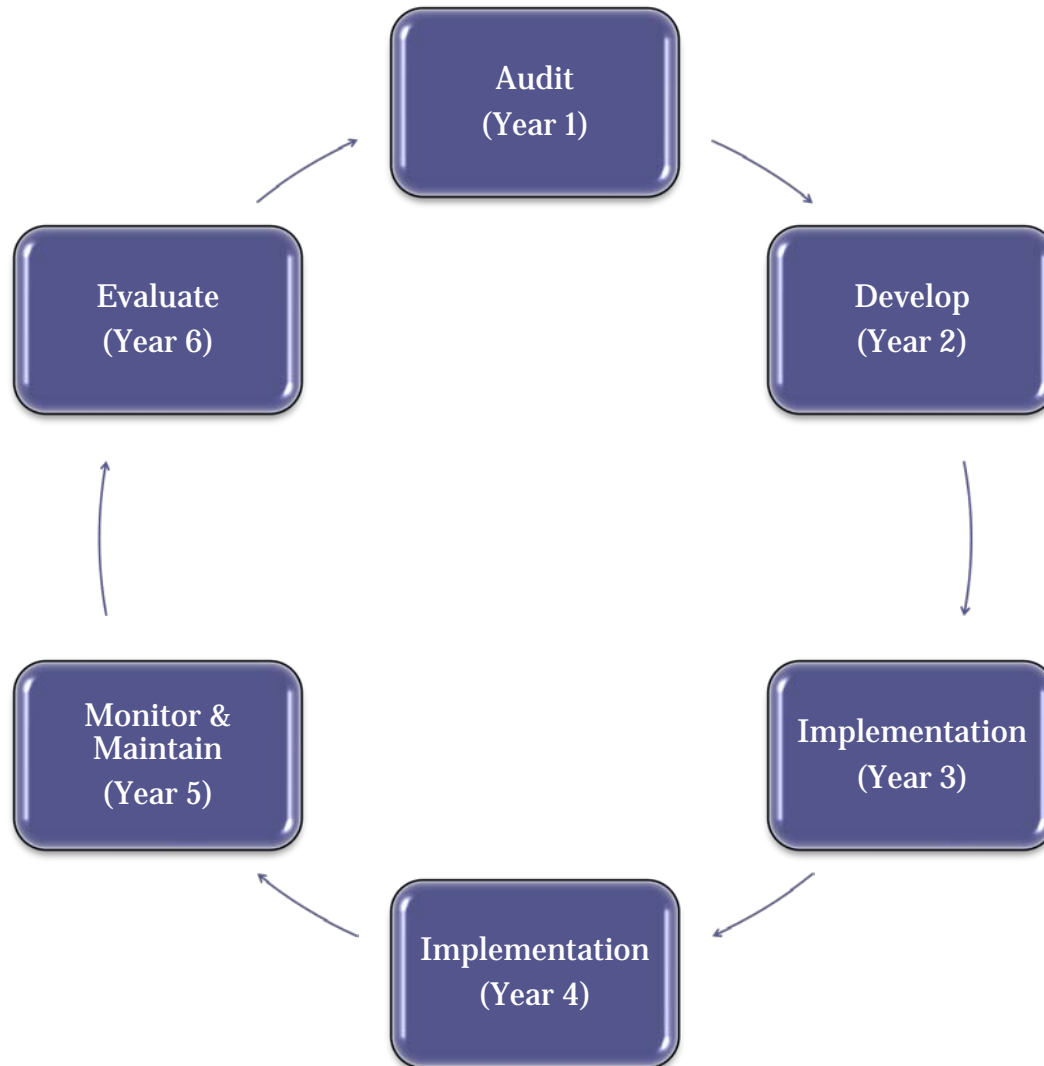 Audit
(Year 1)
Develop
(Year 2)
Implementation
(Year 3)
Implementation
(Year 4)
Monitor &
Maintain
(Year 5)
Evaluate
(Year 6)